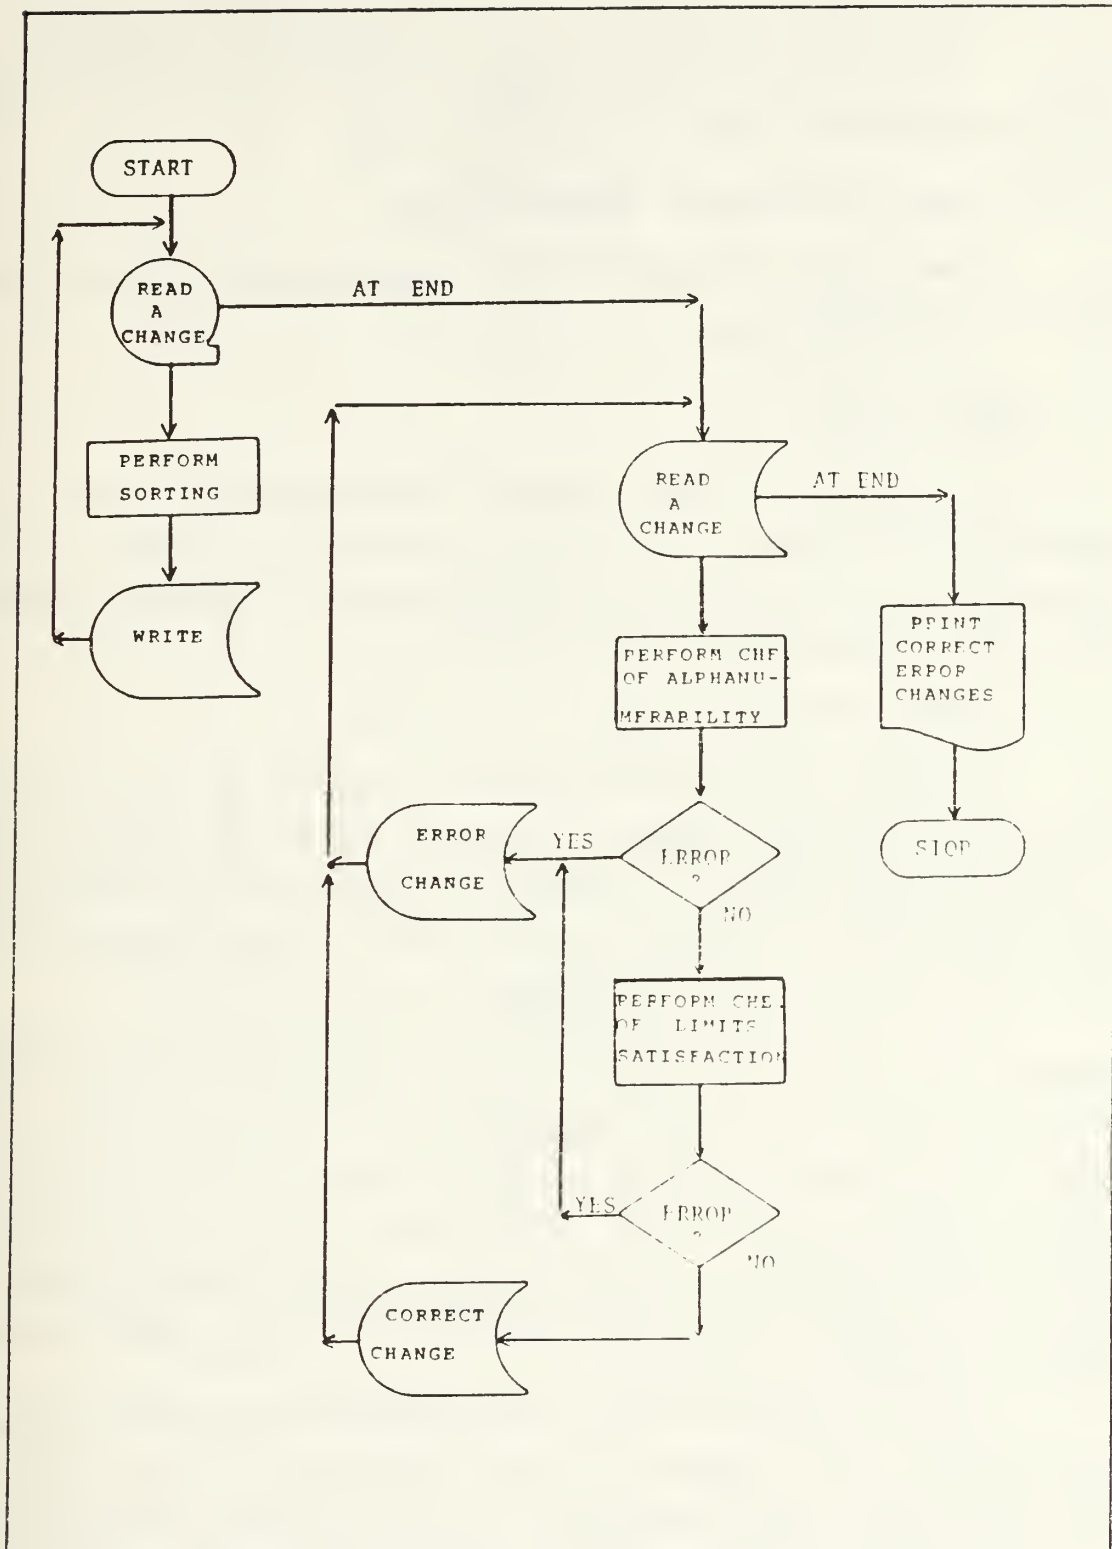 START
READ
A
CHANGE
AT END
PERFORM
SORTING
WRITE
READ
A
CHANGE
AT END
PERFORM CHE
OF ALPHANU-
MERABILITY
PRINT
CORRECT
ERROR
CHANGES
STOP
ERROR
CHANGE
YES
ERROR
?
NO
PERFORM CHE
OF LIMITS
SATISFACTION
YES
ERROR
?
NO
CORRECT
CHANGE